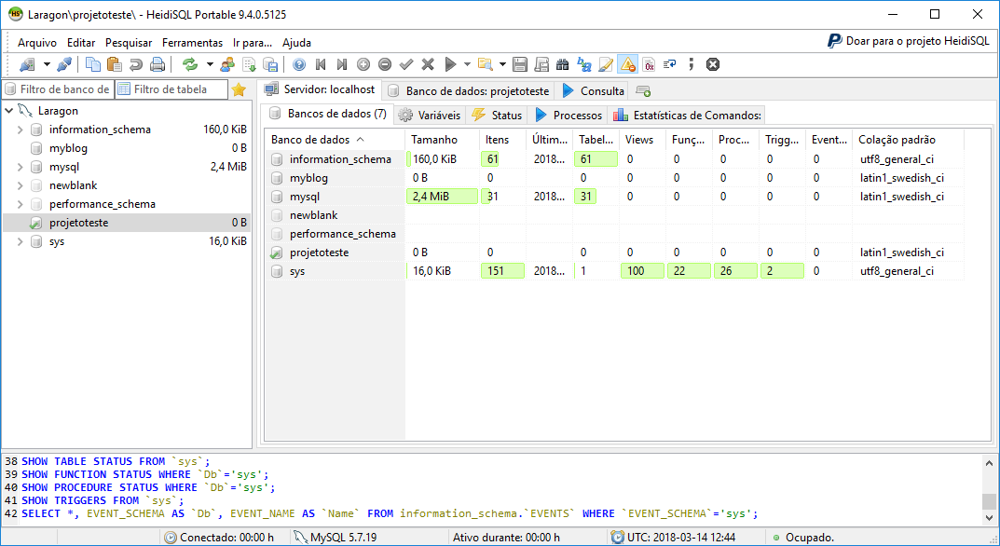 Laragon\projetoteste\ - HeidiSQL Portable 9.4.0.5125
Arquivo Editar Pesquisar Ferramentas Ir para... Ajuda
Doar para o projeto HeidiSQL
Filtro de banco de Filtro de tabela
Servidor: localhost Banco de dados: projetoteste Consulta
Laragon
information_schema 160,0 KiB
myblog 0 B
mysql 2,4 MiB
newblank
performance_schema
projetoteste 0 B
sys 16,0 KiB
Bancos de dados (7) Variáveis Status Processos Estatísticas de Comandos:
Banco de dados Tamanho Itens Últim... Tabel... Views Funç... Proc... Trigg... Event... Colação padrão
information_schema 160,0 KiB 61 2018... 61 0 0 0 0 0 utf8_general_ci
myblog 0 B 0 0 0 0 0 0 0 latin1_swedish_ci
mysql 2,4 MiB 31 2018... 31 0 0 0 0 0 latin1_swedish_ci
newblank
performance_schema
projetoteste 0 B 0 0 0 0 0 0 0 latin1_swedish_ci
sys 16,0 KiB 151 2018... 1 100 22 26 2 0 utf8_general_ci
38 SHOW TABLE STATUS FROM `sys`;
39 SHOW FUNCTION STATUS WHERE `Db`='sys';
40 SHOW PROCEDURE STATUS WHERE `Db`='sys';
41 SHOW TRIGGERS FROM `sys`;
42 SELECT *, EVENT_SCHEMA AS `Db`, EVENT_NAME AS `Name` FROM information_schema.`EVENTS` WHERE `EVENT_SCHEMA`='sys';
Conectado: 00:00 h MySQL 5.7.19 Ativo durante: 00:00 h UTC: 2018-03-14 12:44 Ocupado.